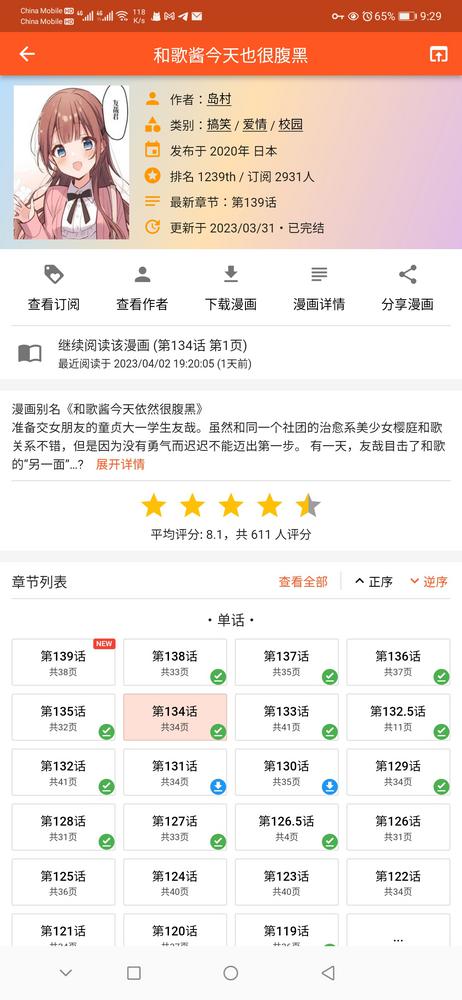 China Mobile HD 4G 4G 118 K/s 65% 9:29
China Mobile HD
和歌酱今天也很腹黑
友哉君
作者：岛村
类别：搞笑 / 爱情 / 校园
发布于 2020年 日本
排名 1239th / 订阅 2931人
最新章节：第139话
更新于 2023/03/31・已完结
查看订阅 查看作者 下载漫画 漫画详情 分享漫画
继续阅读该漫画 (第134话 第1页)
最近阅读于 2023/04/02 19:20:05 (1天前)
漫画别名《和歌酱今天依然很腹黑》
准备交女朋友的童贞大一学生友哉。虽然和同一个社团的治愈系美少女樱庭和歌
关系不错，但是因为没有勇气而迟迟不能迈出第一步。 有一天，友哉目击了和歌
的“另一面”…? 展开详情
平均评分: 8.1，共 611 人评分
章节列表 查看全部 正序 逆序
・单话・
NEW
第139话 第138话 第137话 第136话
共38页 共33页 共35页 共37页
第135话 第134话 第133话 第132.5话
共32页 共34页 共41页 共11页
第132话 第131话 第130话 第129话
共41页 共34页 共35页 共34页
第128话 第127话 第126.5话 第126话
共31页 共33页 共4页 共31页
第125话 第124话 第123话 第122话
共36页 共40页 共40页 共34页
第121话 第120话 第119话 ...